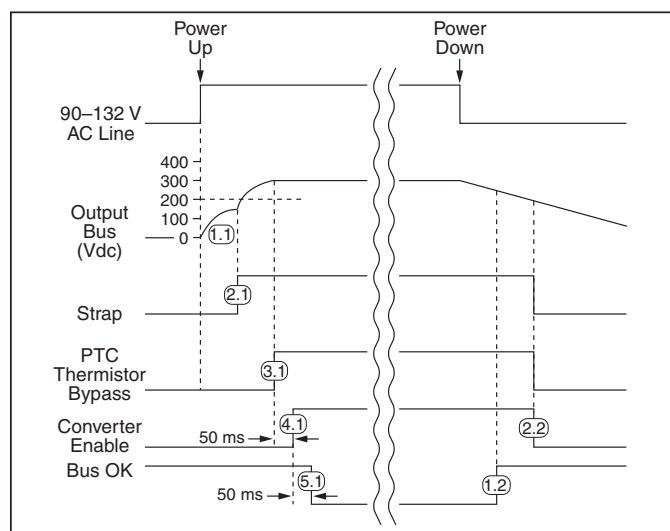 Power
Up
Power
Down
90–132 V
AC Line
400
300
200
100
0
Output
Bus
(Vdc)
1.1
2.1
Strap
PTC
Thermistor
Bypass
3.1
Converter
Enable
4.1
2.2
50 ms
Bus OK
5.1
1.2
50 ms